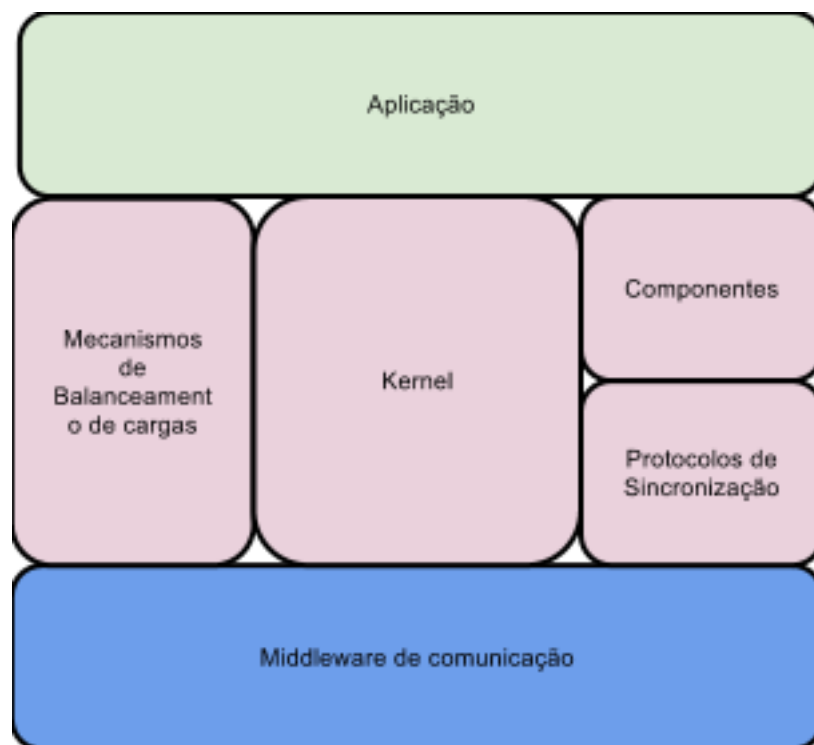 Aplicação
Mecanismos
de
Balanceament
o de cargas
Kernel
Componentes
Protocolos de
Sincronização
Middleware de comunicação